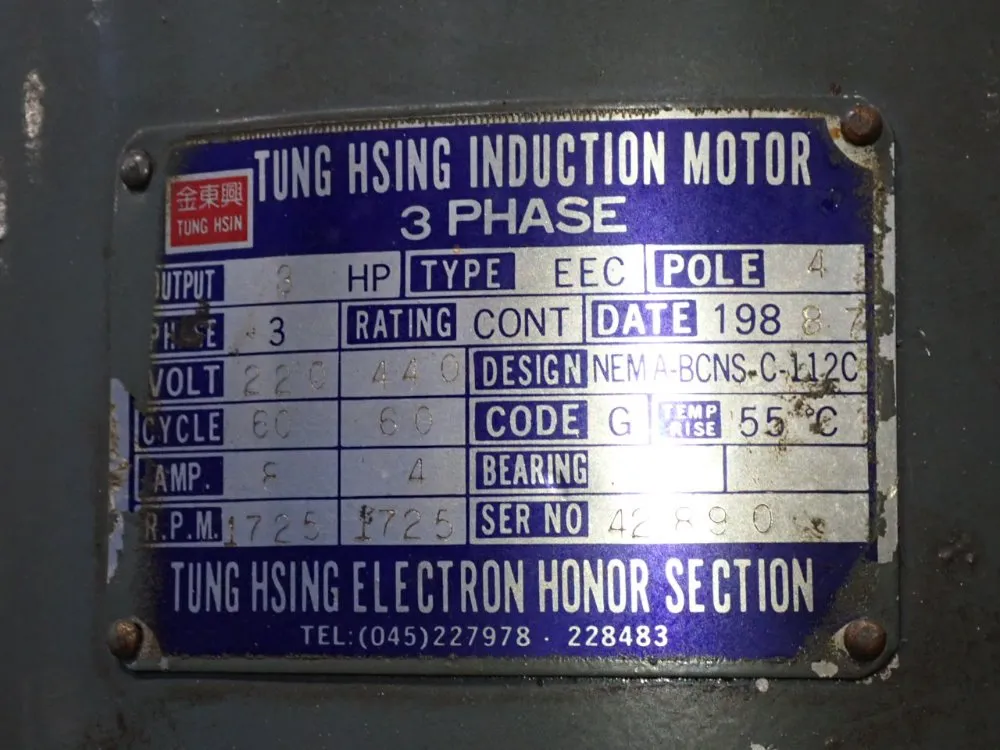 TUNG HSING INDUCTION MOTOR
金東興
TUNG HSIN
3 PHASE
OUTPUT 3 HP TYPE EEC POLE 4
PHASE 3 RATING CONT DATE 198 8 7
VOLT 220 440 DESIGN NEMA-BCNS-C-112C
CYCLE 60 60 CODE G TEMP RISE 55 °C
AMP. 8 4 BEARING
R.P.M. 1725 1725 SER NO 42890
TUNG HSING ELECTRON HONOR SECTION
TEL:(045)227978 · 228483